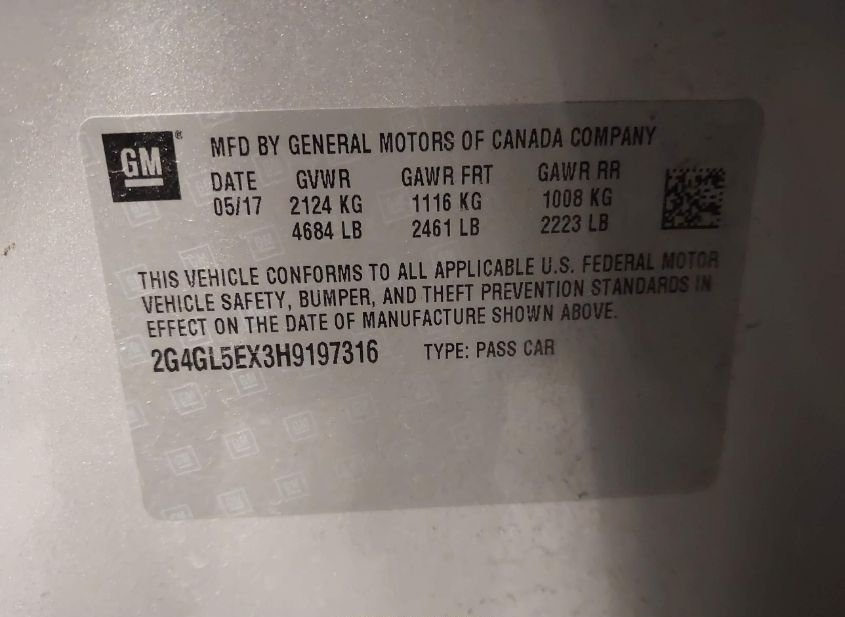 GM ® MFD BY GENERAL MOTORS OF CANADA COMPANY
DATE GVWR GAWR FRT GAWR RR
05/17 2124 KG 1116 KG 1008 KG
4684 LB 2461 LB 2223 LB
THIS VEHICLE CONFORMS TO ALL APPLICABLE U.S. FEDERAL MOTOR
VEHICLE SAFETY, BUMPER, AND THEFT PREVENTION STANDARDS IN
EFFECT ON THE DATE OF MANUFACTURE SHOWN ABOVE.
2G4GL5EX3H9197316 TYPE: PASS CAR